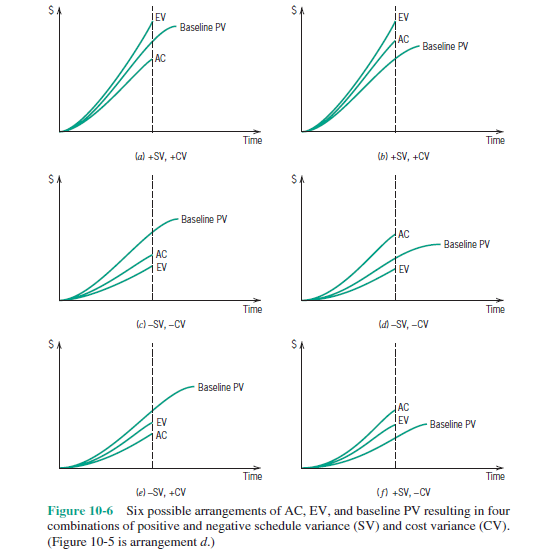 $
EV
Baseline PV
AC
Time
(a) +SV, +CV
$
EV
AC
Baseline PV
Time
(b) +SV, +CV
$
Baseline PV
AC
EV
Time
(c) –SV, –CV
$
AC
Baseline PV
EV
Time
(d) –SV, –CV
$
Baseline PV
EV
AC
Time
(e) –SV, +CV
$
AC
EV
Baseline PV
Time
(f) +SV, –CV
Figure 10-6 Six possible arrangements of AC, EV, and baseline PV resulting in four
combinations of positive and negative schedule variance (SV) and cost variance (CV).
(Figure 10-5 is arrangement d.)